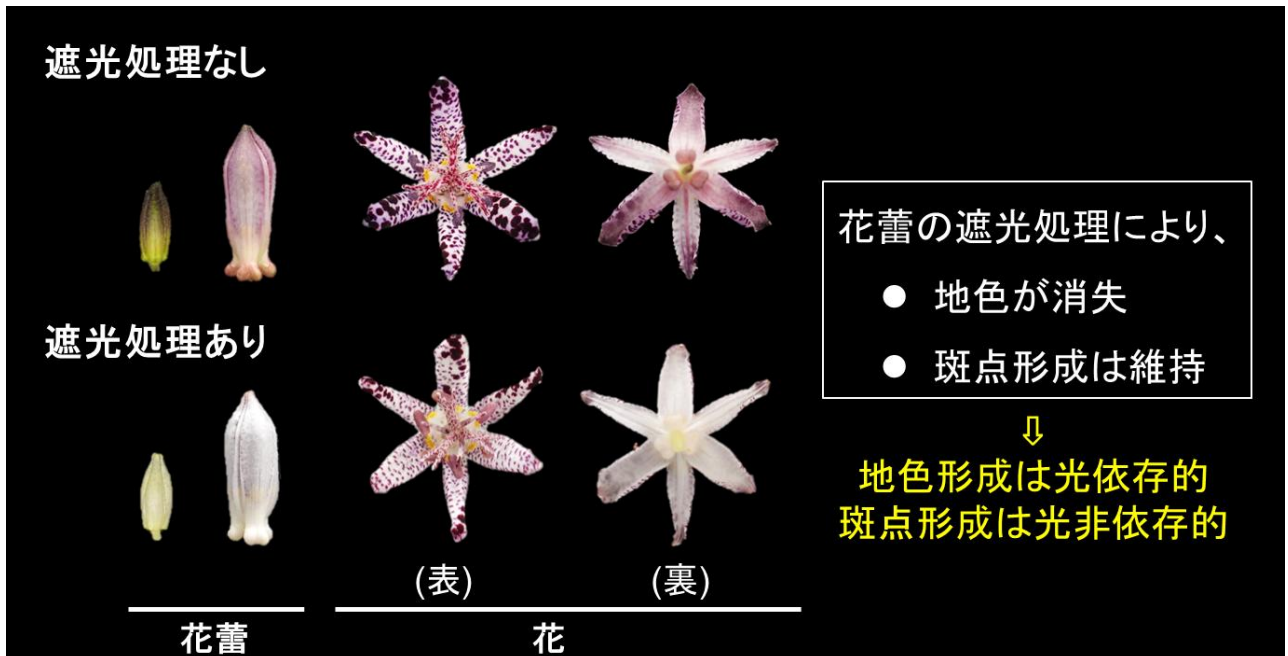 遮光処理なし
遮光処理あり
(表)
(裏)
花蕾
花
花蕾の遮光処理により、
● 地色が消失
● 斑点形成は維持
⇩
地色形成は光依存的
斑点形成は光非依存的